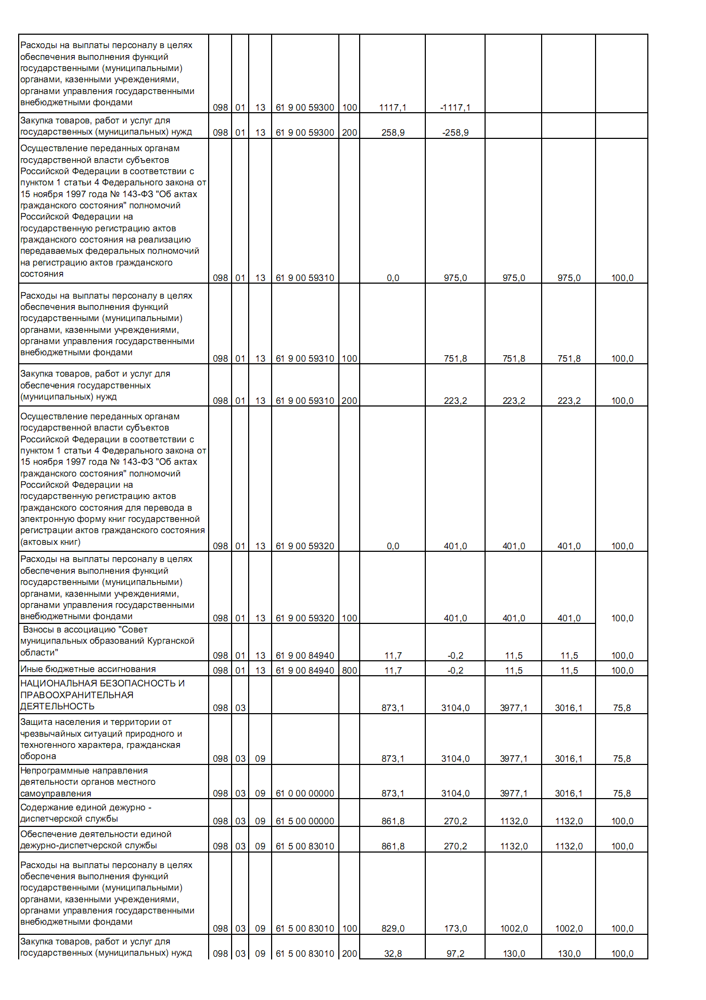 Расходы на выплаты персоналу в целях
обеспечения выполнения функций
государственными (муниципальными)
органами, казенными учреждениями,
органами управления государственными
внебюджетными фондами 098 01 13 61 9 00 59300 100 1117,1 -1117,1
Закупка товаров, работ и услуг для
государственных (муниципальных) нужд 098 01 13 61 9 00 59300 200 258,9 -258,9
Осуществление переданных органам
государственной власти субъектов
Российской Федерации в соответствии с
пунктом 1 статьи 4 Федерального закона от
15 ноября 1997 года № 143-ФЗ "Об актах
гражданского состояния" полномочий
Российской Федерации на
государственную регистрацию актов
гражданского состояния на реализацию
передаваемых федеральных полномочий
на регистрацию актов гражданского
состояния 098 01 13 61 9 00 59310 0,0 975,0 975,0 975,0 100,0
Расходы на выплаты персоналу в целях
обеспечения выполнения функций
государственными (муниципальными)
органами, казенными учреждениями,
органами управления государственными
внебюджетными фондами 098 01 13 61 9 00 59310 100 751,8 751,8 751,8 100,0
Закупка товаров, работ и услуг для
обеспечения государственных
(муниципальных) нужд 098 01 13 61 9 00 59310 200 223,2 223,2 223,2 100,0
Осуществление переданных органам
государственной власти субъектов
Российской Федерации в соответствии с
пунктом 1 статьи 4 Федерального закона от
15 ноября 1997 года № 143-ФЗ "Об актах
гражданского состояния" полномочий
Российской Федерации на
государственную регистрацию актов
гражданского состояния для перевода в
электронную форму книг государственной
регистрации актов гражданского состояния
(актовых книг) 098 01 13 61 9 00 59320 0,0 401,0 401,0 401,0 100,0
Расходы на выплаты персоналу в целях
обеспечения выполнения функций
государственными (муниципальными)
органами, казенными учреждениями,
органами управления государственными
внебюджетными фондами 098 01 13 61 9 00 59320 100 401,0 401,0 401,0 100,0
Взносы в ассоциацию "Совет
муниципальных образований Курганской
области" 098 01 13 61 9 00 84940 11,7 -0,2 11,5 11,5 100,0
Иные бюджетные ассигнования 098 01 13 61 9 00 84940 800 11,7 -0,2 11,5 11,5 100,0
НАЦИОНАЛЬНАЯ БЕЗОПАСНОСТЬ И
ПРАВООХРАНИТЕЛЬНАЯ
ДЕЯТЕЛЬНОСТЬ 098 03 873,1 3104,0 3977,1 3016,1 75,8
Защита населения и территории от
чрезвычайных ситуаций природного и
техногенного характера, гражданская
оборона 098 03 09 873,1 3104,0 3977,1 3016,1 75,8
Непрограммные направления
деятельности органов местного
самоуправления 098 03 09 61 0 00 00000 873,1 3104,0 3977,1 3016,1 75,8
Содержание единой дежурно -
диспетчерской службы 098 03 09 61 5 00 00000 861,8 270,2 1132,0 1132,0 100,0
Обеспечение деятельности единой
дежурно-диспетчерской службы 098 03 09 61 5 00 83010 861,8 270,2 1132,0 1132,0 100,0
Расходы на выплаты персоналу в целях
обеспечения выполнения функций
государственными (муниципальными)
органами, казенными учреждениями,
органами управления государственными
внебюджетными фондами 098 03 09 61 5 00 83010 100 829,0 173,0 1002,0 1002,0 100,0
Закупка товаров, работ и услуг для
государственных (муниципальных) нужд 098 03 09 61 5 00 83010 200 32,8 97,2 130,0 130,0 100,0